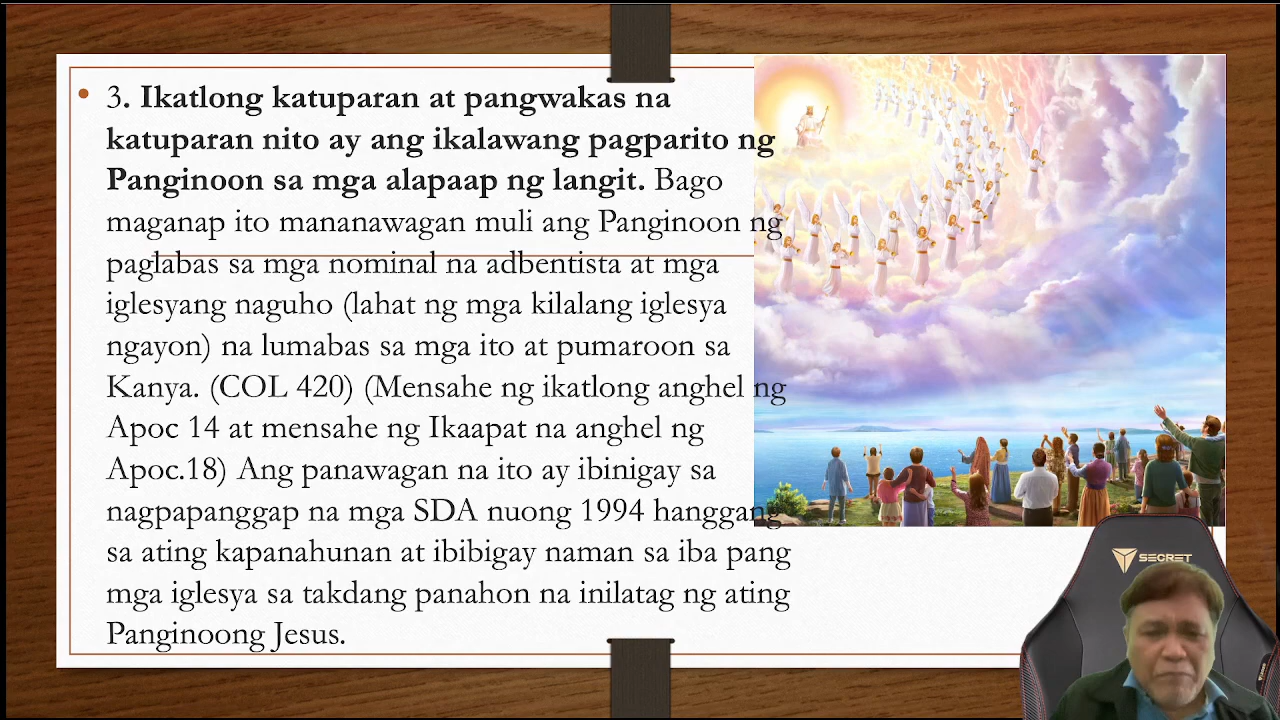 3. Ikatlong katuparan at pangwakas na
katuparan nito ay ang ikalawang pagparito ng
Panginoon sa mga alapaap ng langit. Bago
maganap ito mananawagan muli ang Panginoon ng
paglabas sa mga nominal na adbentista at mga
iglesyang naguho (lahat ng mga kilalang iglesya
ngayon) na lumabas sa mga ito at pumaroon sa
Kanya. (COL 420) (Mensahe ng ikatlong anghel ng
Apoc 14 at mensahe ng Ikaapat na anghel ng
Apoc.18) Ang panawagan na ito ay ibinigay sa
nagpapanggap na mga SDA nuong 1994 hanggang
sa ating kapanahunan at ibibigay naman sa iba pang
mga iglesya sa takdang panahon na inilatag ng ating
Panginoong Jesus.
SECRET